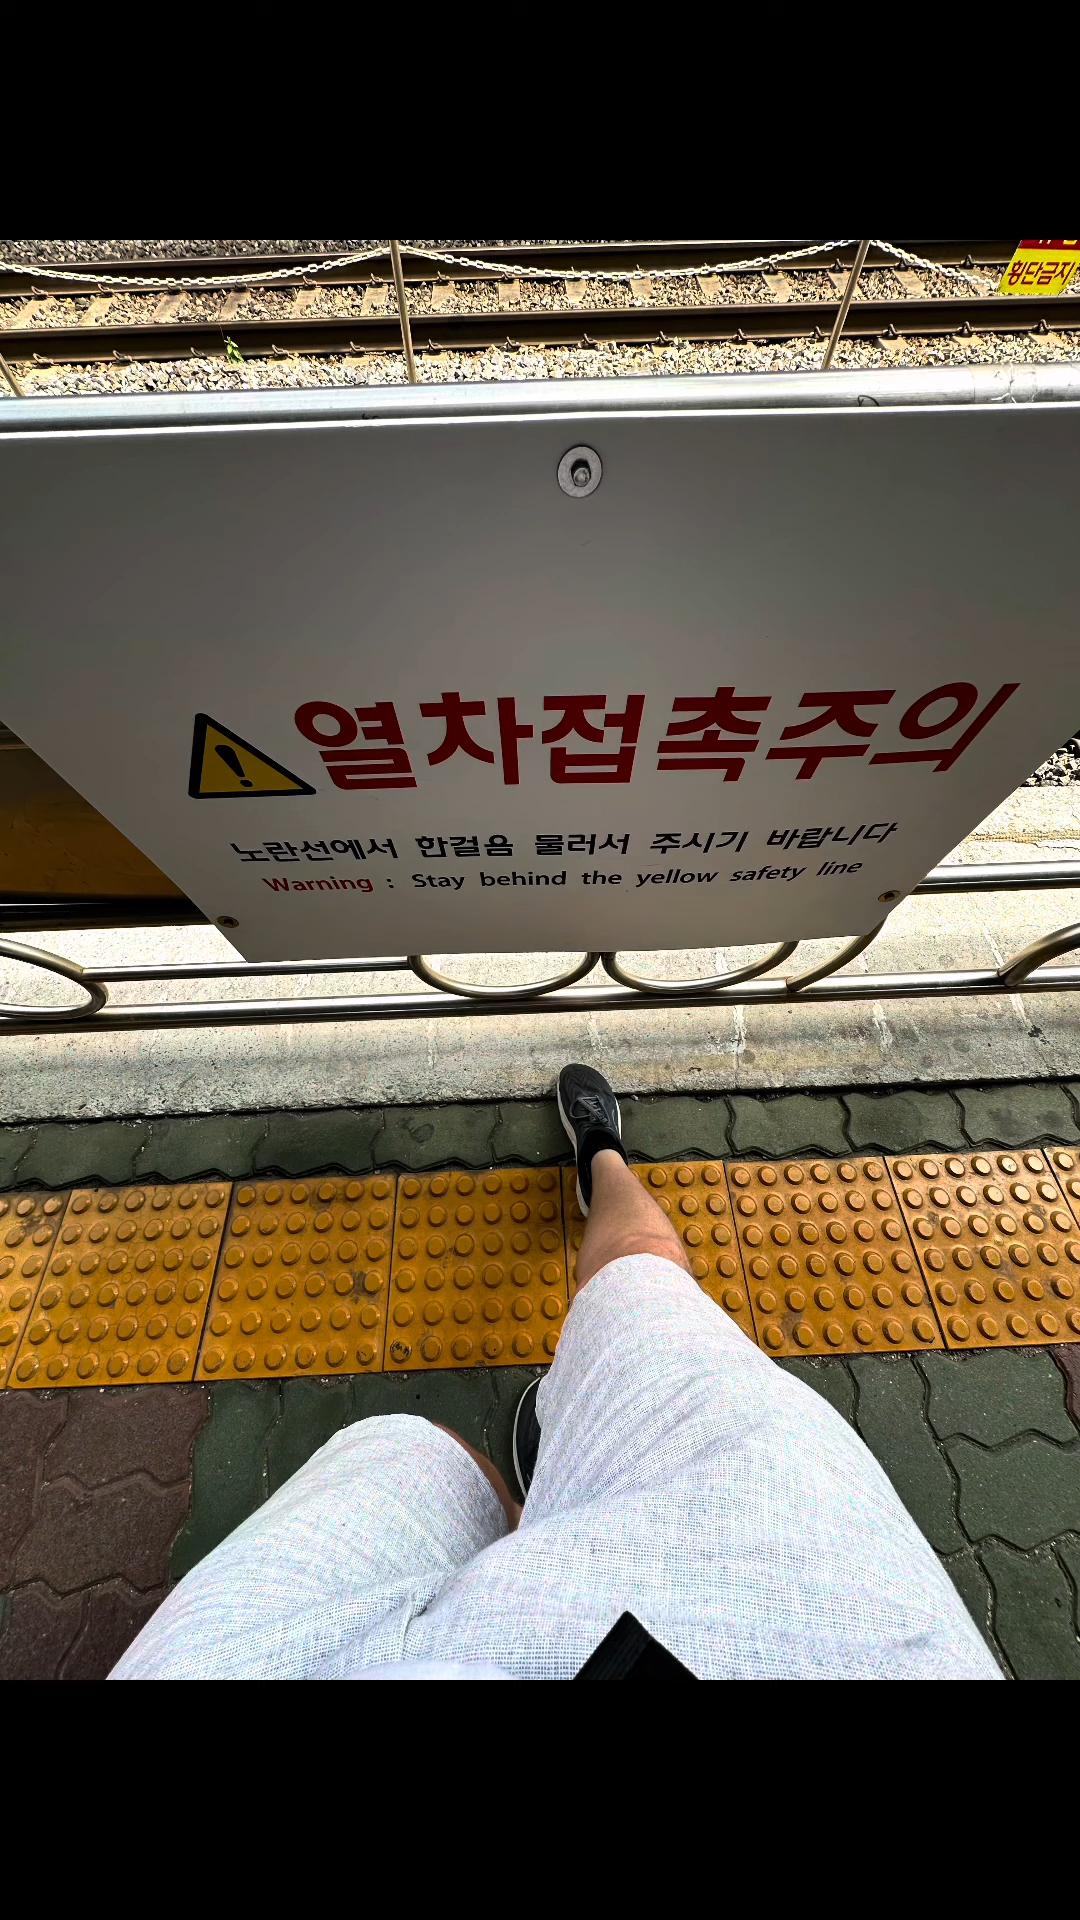 횡단금지
열차접촉주의
노란선에서 한걸음 물러서 주시기 바랍니다
Warning : Stay behind the yellow safety line